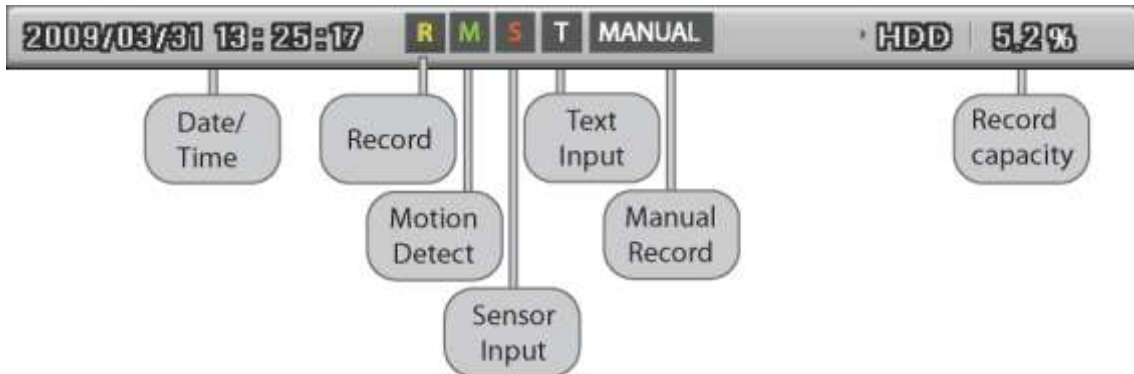 2009/03/31 13:25:17 R M S T MANUAL HDD 5.2%
Date/
Time
Record
Text
Input
Record
capacity
Motion
Detect
Manual
Record
Sensor
Input